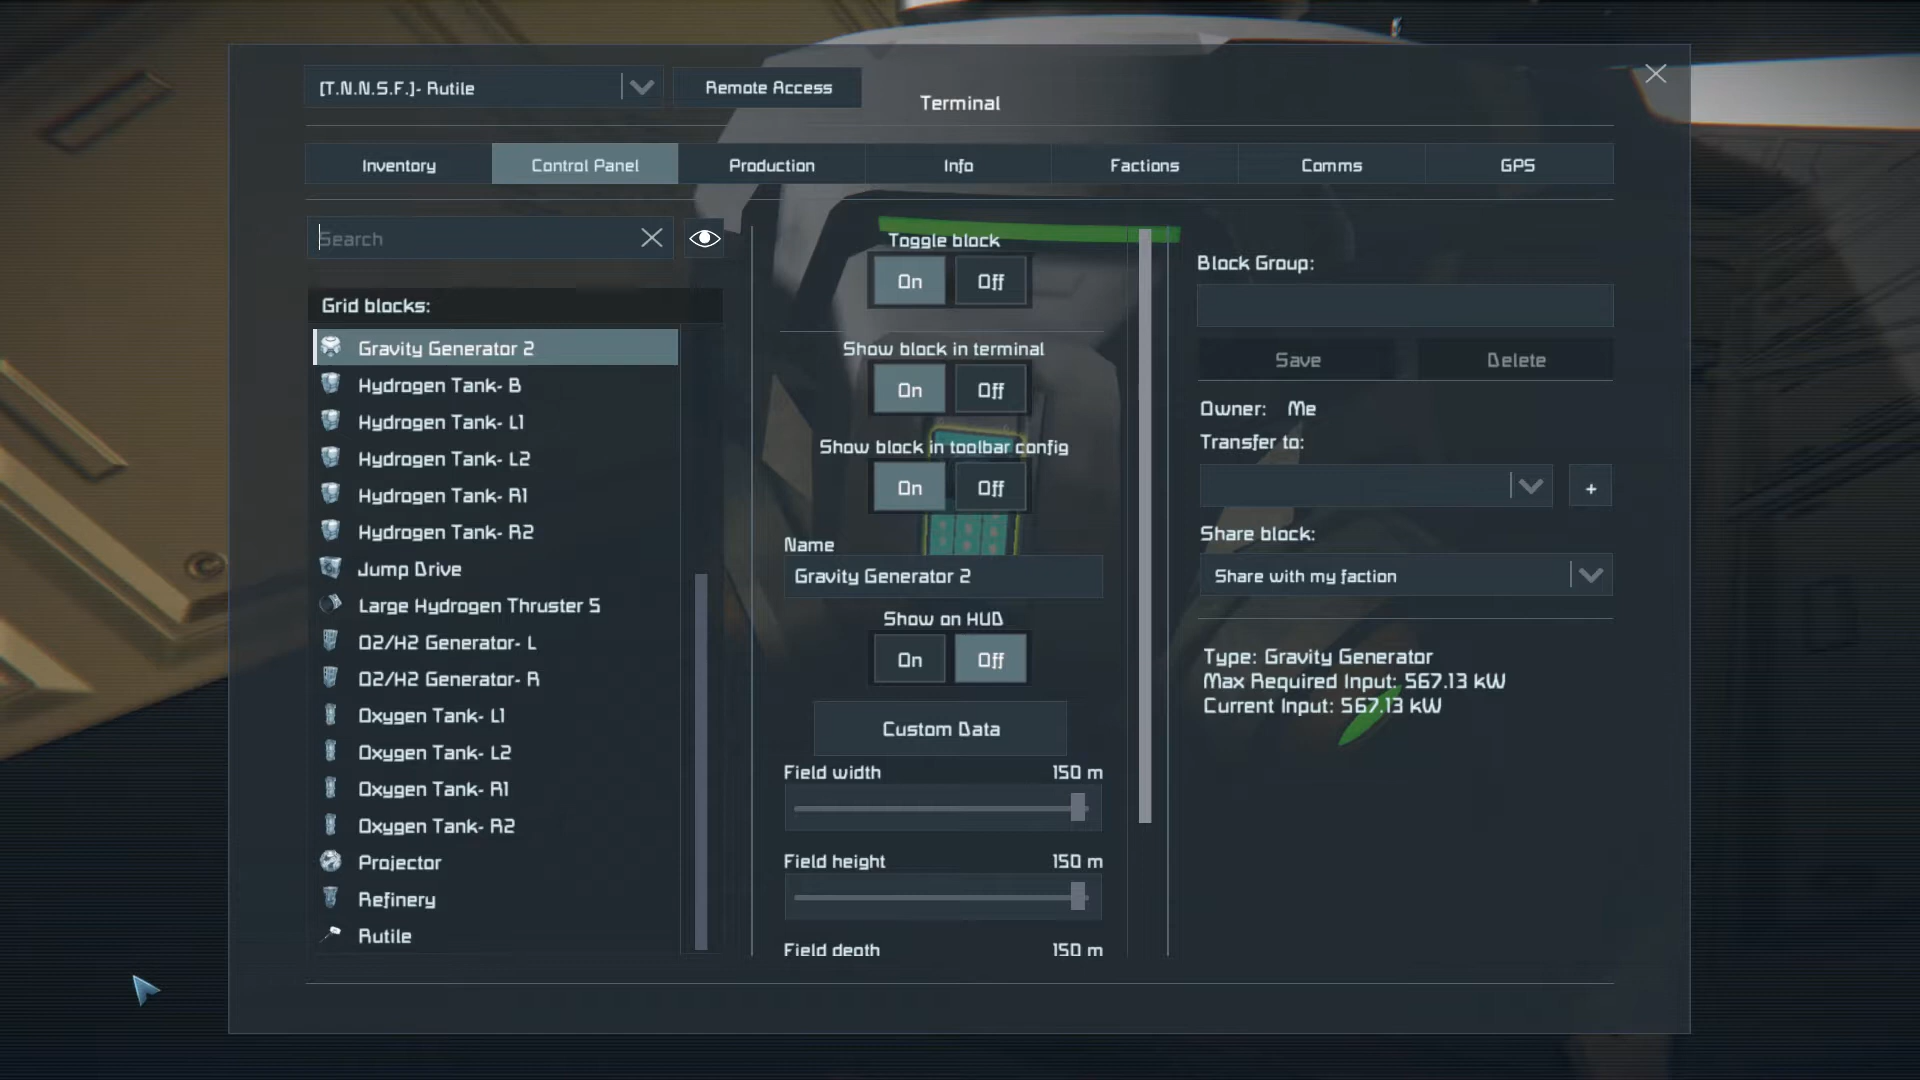 [T.N.N.S.F.]- Rutile
Remote Access
Terminal
Inventory
Control Panel
Production
Info
Factions
Comms
GPS
Search
Grid blocks:
Gravity Generator 2
Hydrogen Tank- B
Hydrogen Tank- L1
Hydrogen Tank- L2
Hydrogen Tank- R1
Hydrogen Tank- R2
Jump Drive
Large Hydrogen Thruster 5
O2/H2 Generator- L
O2/H2 Generator- R
Oxygen Tank- L1
Oxygen Tank- L2
Oxygen Tank- R1
Oxygen Tank- R2
Projector
Refinery
Rutile
Toggle block
On Off
Show block in terminal
On Off
Show block in toolbar config
On Off
Name
Gravity Generator 2
Show on HUD
On Off
Custom Data
Field width 150 m
Field height 150 m
Field depth 150 m
Block Group:
Save
Delete
Owner: Me
Transfer to:
+
Share block:
Share with my faction
Type: Gravity Generator
Max Required Input: 567.13 kW
Current Input: 567.13 kW